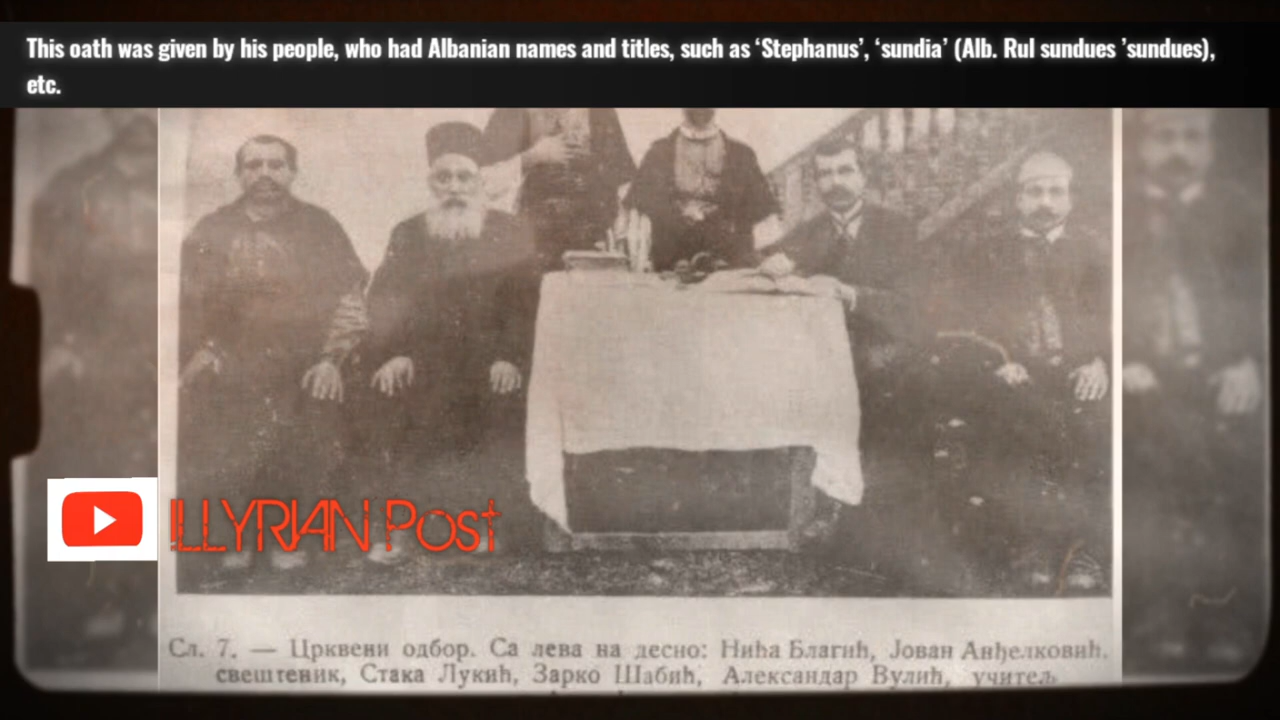 This oath was given by his people, who had Albanian names and titles, such as ‘Stephanus’, ‘sundia’ (Alb. Rul sundues ’sundues),
etc.
ILLYRIAN Post
Сл. 7. — Црквени одбор. Са лева на десно: Нића Благић, Јован Анђелковић.
свештеник, Стака Лукић, Зарко Шабић, Александар Вулић, учитељ